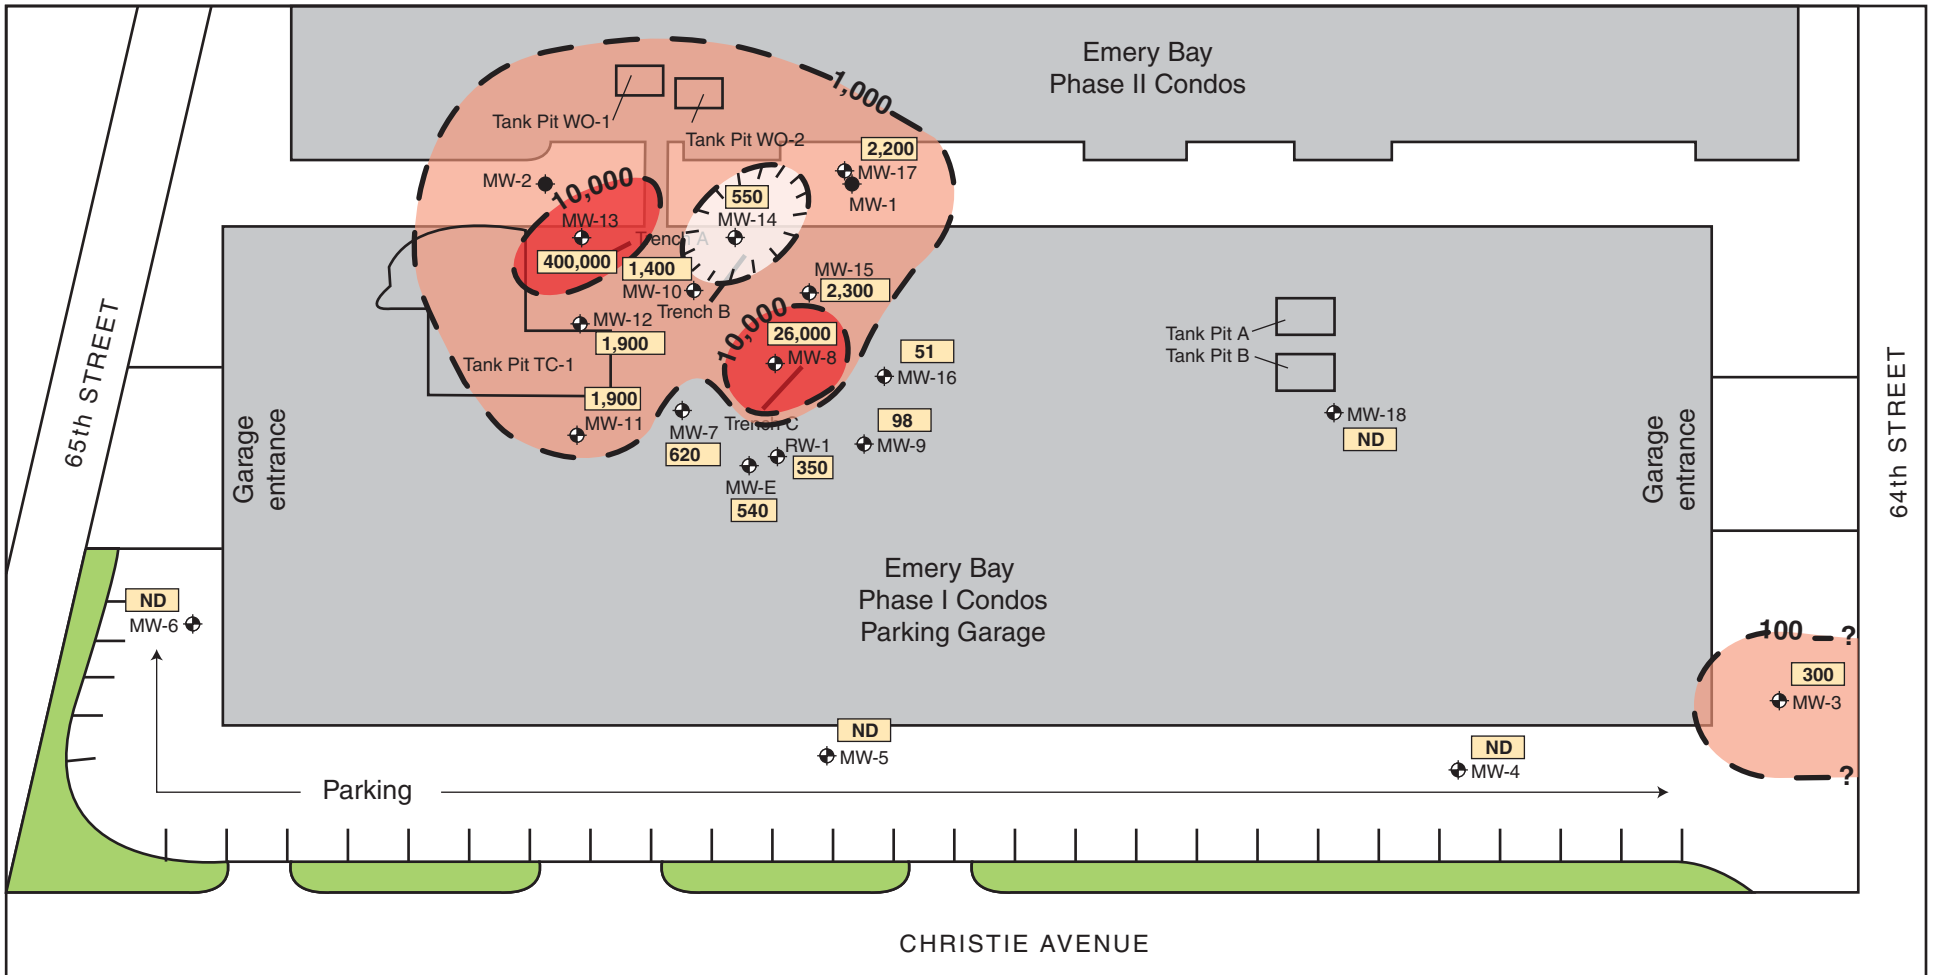 Emery Bay
Phase II Condos
1,000
Tank Pit WO-1
Tank Pit WO-2
2,200
MW-17
MW-1
MW-2
10,000
MW-13
400,000
550
MW-14
Trench A
1,400
MW-10
Trench B
MW-15
2,300
MW-12
1,900
Tank Pit TC-1
1,900
MW-11
10,000
26,000
MW-8
Trench C
51
MW-16
98
MW-9
MW-7
620
RW-1
350
MW-E
540
Tank Pit A
Tank Pit B
MW-18
ND
65th STREET
64th STREET
Garage
entrance
Garage
entrance
Emery Bay
Phase I Condos
Parking Garage
ND
MW-6
100
?
300
MW-3
?
ND
MW-5
ND
MW-4
Parking
CHRISTIE AVENUE